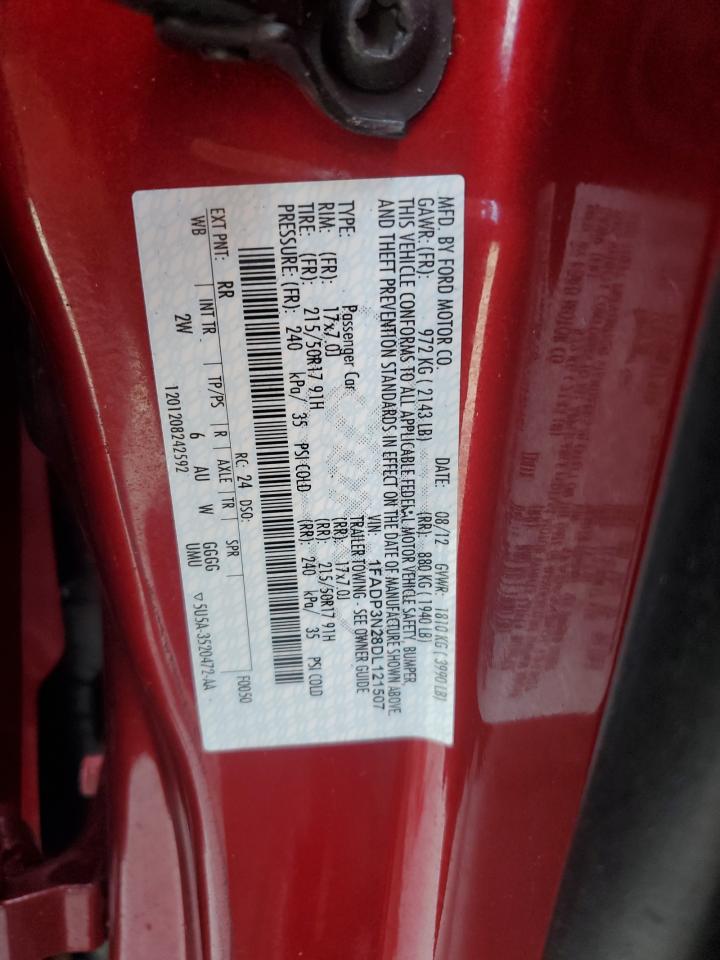 MFD. BY FORD MOTOR CO. DATE: 08/12 GVWR: 1810 KG ( 3990 LB)
GAWR: (FR): 972 KG ( 2143 LB) (RR): 880 KG ( 1940 LB)
THIS VEHICLE CONFORMS TO ALL APPLICABLE FEDERAL MOTOR VEHICLE SAFETY, BUMPER,
AND THEFT PREVENTION STANDARDS IN EFFECT ON THE DATE OF MANUFACTURE SHOWN ABOVE
VIN: 1FADP3N28DL121507
TYPE: Passenger Car TRAILER TOWING - SEE OWNER GUIDE
RIM: (FR): 17x7.0J (RR): 17x7.0J
TIRE: (FR): 215/50R17 91H (RR): 215/50R17 91H
PRESSURE: (FR): 240 kPa/ 35 PSI COLD (RR): 240 kPa/ 35 PSI COLD
RC: 24 DSO: F0050
EXT PNT: RR INT TR TP/PS R AXLE TR SPR
WB 2W 6 AU W GGGG
UMU
1201208242592 ▽ 5U5A-3520472-AA